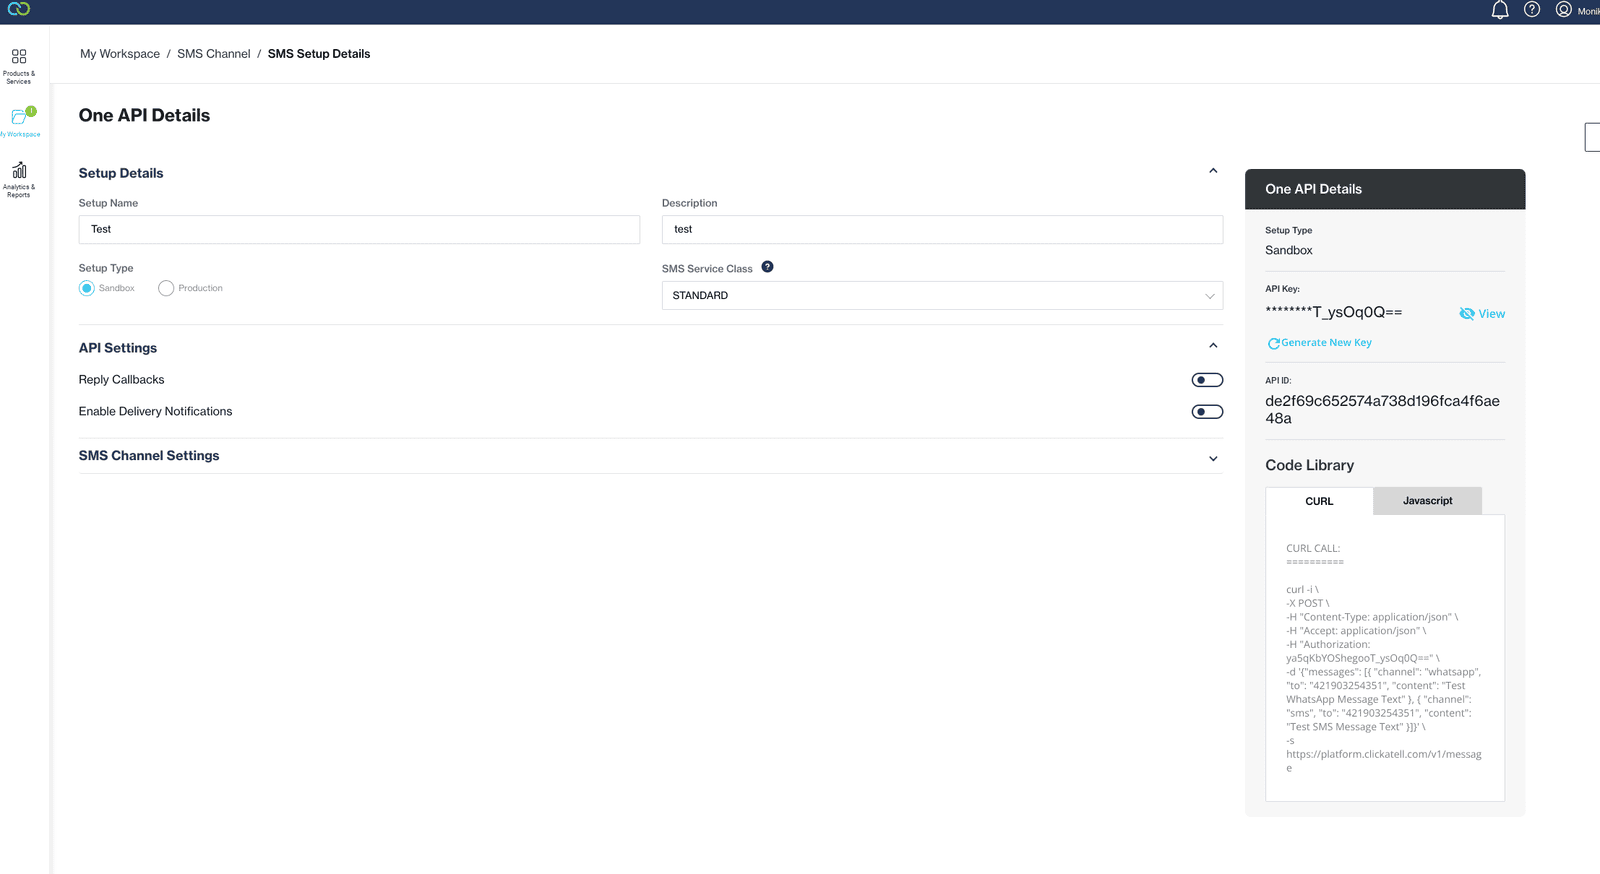 Monik
My Workspace / SMS Channel / SMS Setup Details
Products &
Services
!
My Workspace
Analytics &
Reports
One API Details
Setup Details
Setup Name
Test
Description
test
Setup Type
Sandbox
Production
SMS Service Class ?
STANDARD
API Settings
Reply Callbacks
Enable Delivery Notifications
SMS Channel Settings
One API Details
Setup Type
Sandbox
API Key:
********T_ysOq0Q==
View
Generate New Key
API ID:
de2f69c652574a738d196fca4f6ae
48a
Code Library
CURL
Javascript
CURL CALL:
==========
curl -i \
-X POST \
-H "Content-Type: application/json" \
-H "Accept: application/json" \
-H "Authorization:
ya5qKbYOShegooT_ysOq0Q==" \
-d '{"messages": [{ "channel": "whatsapp",
"to": "421903254351", "content": "Test
WhatsApp Message Text" }, { "channel":
"sms", "to": "421903254351", "content":
"Test SMS Message Text" }]}' \
-s
https://platform.clickatell.com/v1/messag
e